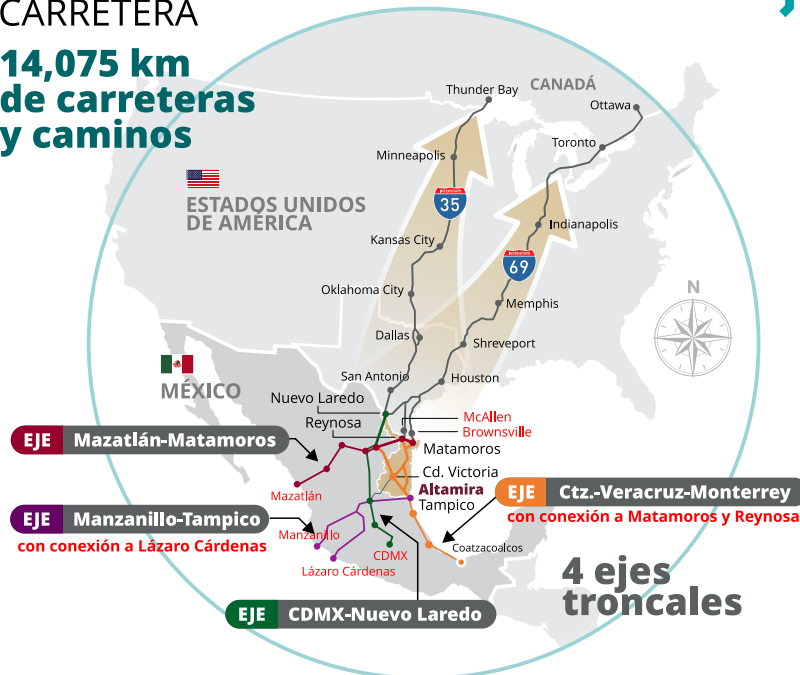 CARRETERA
14,075 km
de carreteras
y caminos
Thunder Bay
CANADÁ
Ottawa
Toronto
Minneapolis
ESTADOS UNIDOS
DE AMÉRICA
INTERSTATE
35
Indianapolis
Kansas City
INTERSTATE
69
Oklahoma City
Memphis
N
Dallas
Shreveport
San Antonio
Houston
MÉXICO
Nuevo Laredo
Reynosa
McAllen
Brownsville
Matamoros
EJE Mazatlán-Matamoros
Cd. Victoria
Altamira
Tampico
Mazatlán
EJE Ctz.-Veracruz-Monterrey
con conexión a Matamoros y Reynosa
EJE Manzanillo-Tampico
con conexión a Lázaro Cárdenas
Manzanillo
CDMX
Coatzacoalcos
Lázaro Cárdenas
4 ejes
troncales
EJE CDMX-Nuevo Laredo